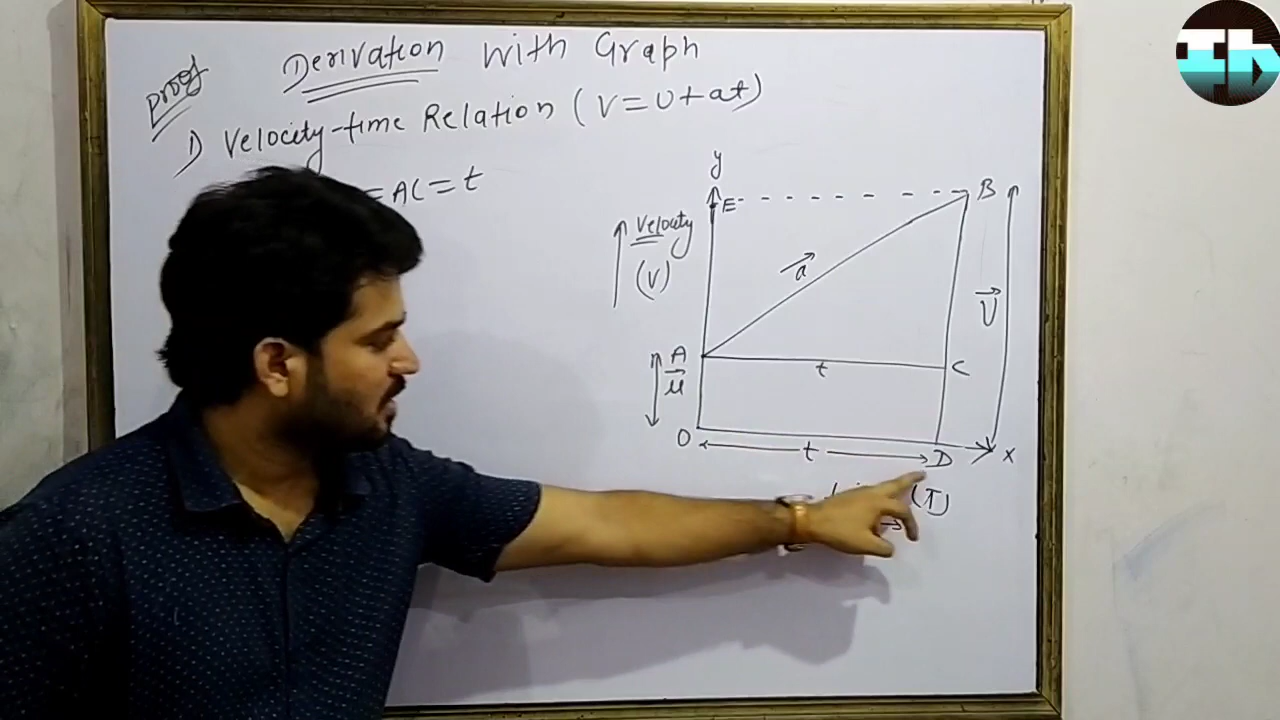 Proof
Derivation With Graph
1) Velocity-time Relation (V=U+at)
=AC=t
y
E
B
Velocity
(V)
a
V
A
u
t
C
O
t
D
x
(T)